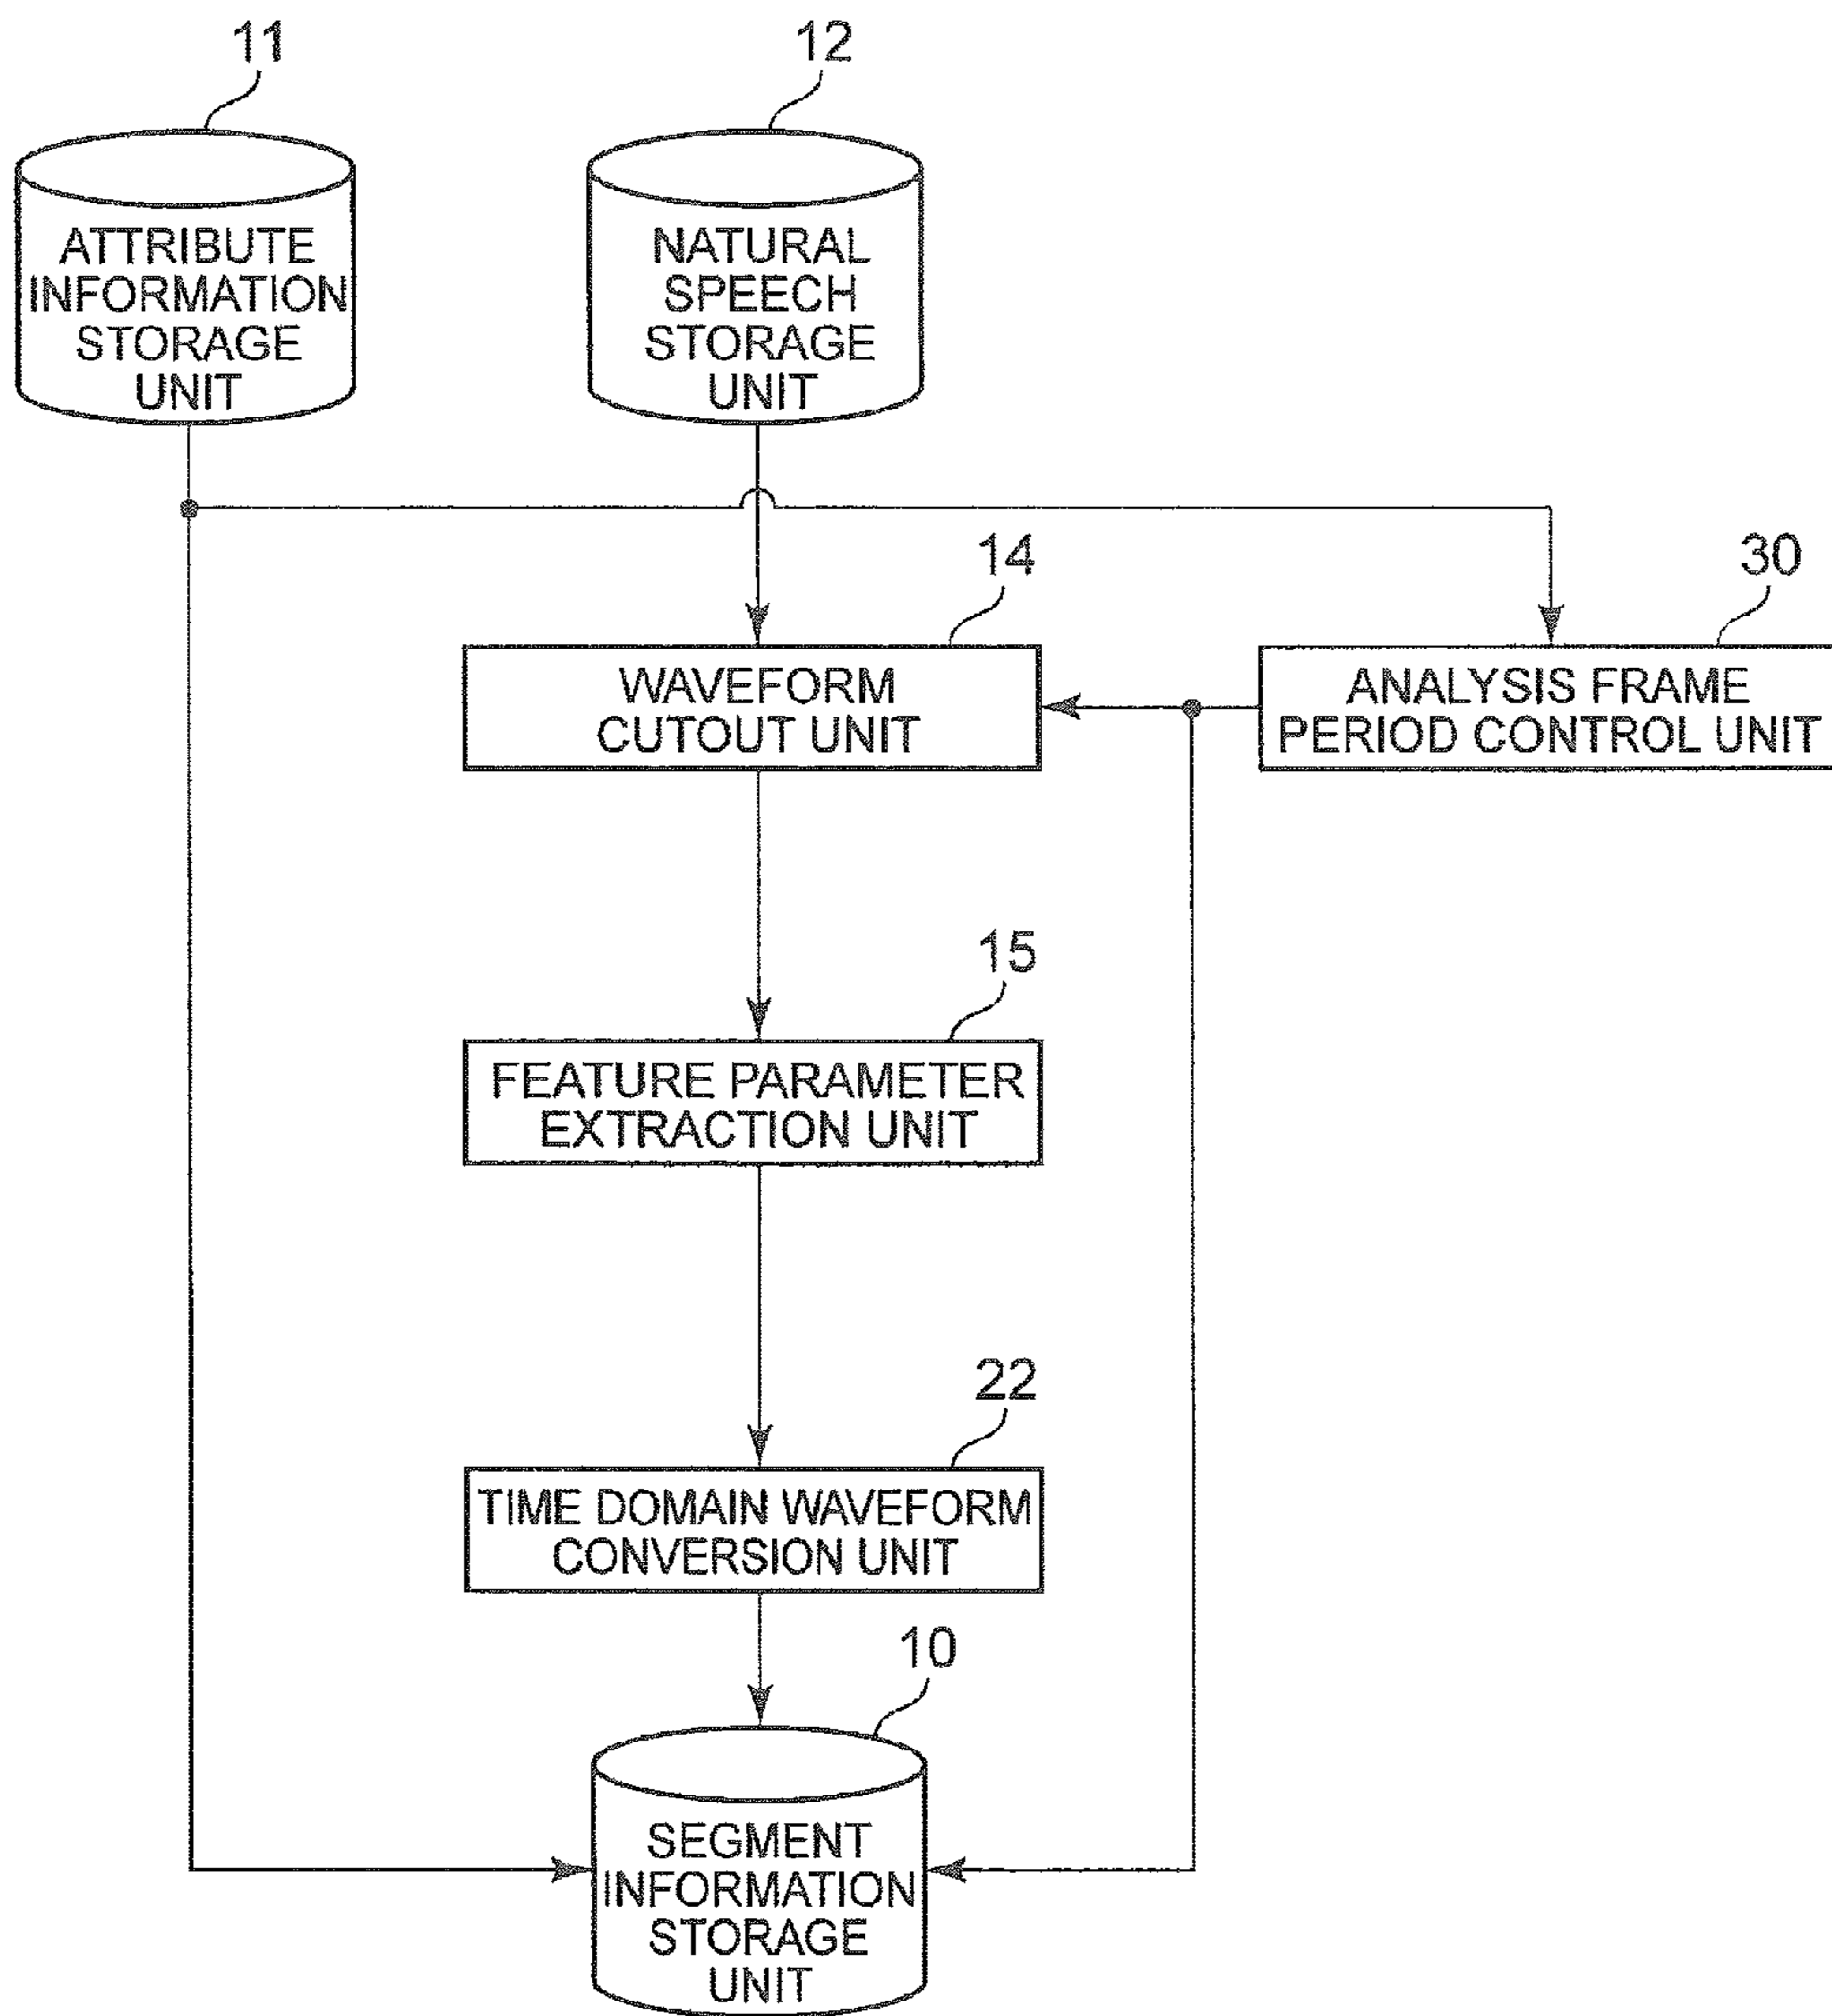 11
12
ATTRIBUTE
INFORMATION
STORAGE
UNIT
NATURAL
SPEECH
STORAGE
UNIT
14
30
WAVEFORM
CUTOUT UNIT
ANALYSIS FRAME
PERIOD CONTROL UNIT
15
FEATURE PARAMETER
EXTRACTION UNIT
22
TIME DOMAIN WAVEFORM
CONVERSION UNIT
10
SEGMENT
INFORMATION
STORAGE
UNIT